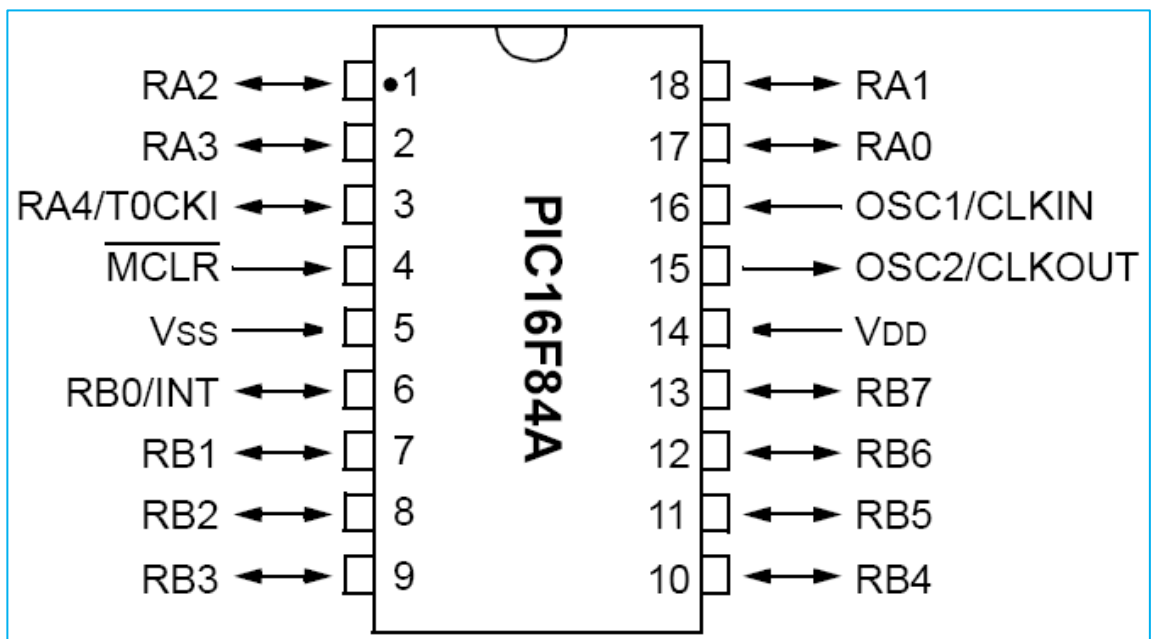 RA2 1 18 RA1
RA3 2 17 RA0
RA4/T0CKI 3 16 OSC1/CLKIN
MCLR 4 15 OSC2/CLKOUT
VSS 5 14 VDD
RB0/INT 6 13 RB7
RB1 7 12 RB6
RB2 8 11 RB5
RB3 9 10 RB4
PIC16F84A